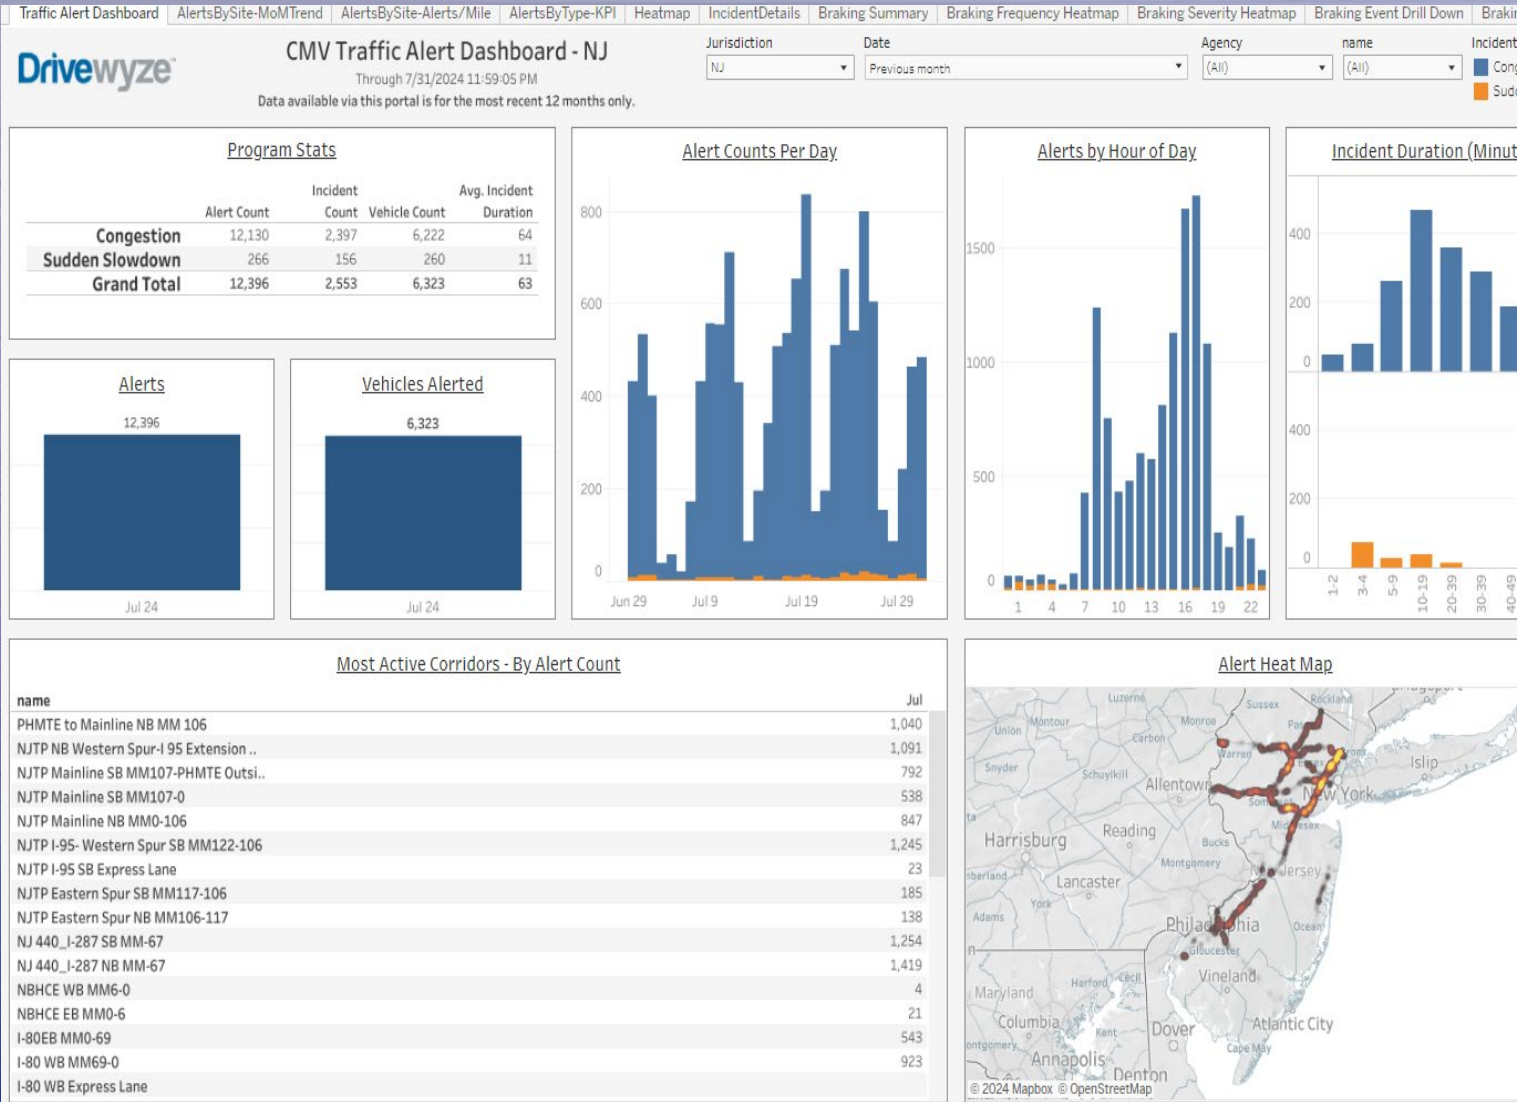 Traffic Alert Dashboard AlertsBySite-MoMTrend AlertsBySite-Alerts/Mile AlertsByType-KPI Heatmap IncidentDetails Braking Summary Braking Frequency Heatmap Braking Severity Heatmap Braking Event Drill Down Brakin
Drivewyze
CMV Traffic Alert Dashboard - NJ
Through 7/31/2024 11:59:05 PM
Data available via this portal is for the most recent 12 months only.
Jurisdiction
NJ
Date
Previous month
Agency
(All)
name
(All)
Incident
Cong
Sudd
Program Stats
Alert Count Incident Count Vehicle Count Avg. Incident Duration
Congestion 12,130 2,397 6,222 64
Sudden Slowdown 266 156 260 11
Grand Total 12,396 2,553 6,323 63
Alerts
12,396
Jul 24
Vehicles Alerted
6,323
Jul 24
Alert Counts Per Day
800
600
400
200
0
Jun 29 Jul 9 Jul 19 Jul 29
Alerts by Hour of Day
1500
1000
500
0
1 4 7 10 13 16 19 22
Incident Duration (Minut
400
200
0
400
200
0
1-2 3-4 5-9 10-19 20-39 30-39 40-49
Most Active Corridors - By Alert Count
name Jul
PHMTE to Mainline NB MM 106 1,040
NJTP NB Western Spur-I 95 Extension .. 1,091
NJTP Mainline SB MM107-PHMTE Outsi.. 792
NJTP Mainline SB MM107-0 538
NJTP Mainline NB MM0-106 847
NJTP I-95- Western Spur SB MM122-106 1,245
NJTP I-95 SB Express Lane 23
NJTP Eastern Spur SB MM117-106 185
NJTP Eastern Spur NB MM106-117 138
NJ 440_I-287 SB MM-67 1,254
NJ 440_I-287 NB MM-67 1,419
NBHCE WB MM6-0 4
NBHCE EB MM0-6 21
I-80EB MM0-69 543
I-80 WB MM69-0 923
I-80 WB Express Lane
Alert Heat Map
Luzerne
Sussex
Rockland
Union
Montour
Monroe
Carbon
Warren
Snyder
Schuylkill
Allentown
Islip
New York
Harrisburg
Reading
Bucks
Middlesex
Montgomery
Jersey
Lancaster
York
Adams
Philadelphia
Ocean
Gloucester
Vineland
Harford
Cecil
Maryland
Columbia
Kent
Dover
Atlantic City
Cape May
Annapolis
Denton
© 2024 Mapbox © OpenStreetMap